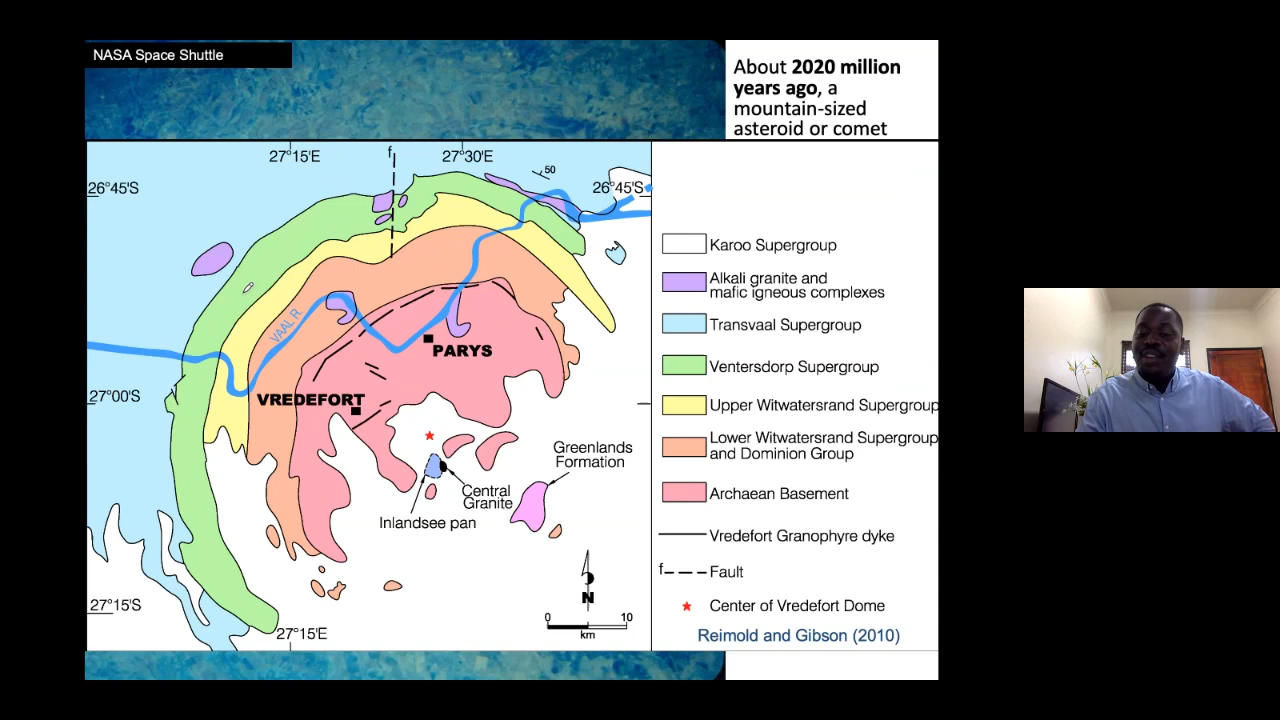 NASA Space Shuttle
About 2020 million
years ago, a
mountain-sized
asteroid or comet
27°15'E
f
27°30'E
50
26°45'S
26°45'S
VAAL R.
PARYS
27°00'S
VREDEFORT
Greenlands
Formation
Central
Granite
Inlandsee pan
N
27°15'S
0 10
km
27°15'E
Karoo Supergroup
Alkali granite and
mafic igneous complexes
Transvaal Supergroup
Ventersdorp Supergroup
Upper Witwatersrand Supergroup
Lower Witwatersrand Supergroup
and Dominion Group
Archaean Basement
Vredefort Granophyre dyke
f Fault
Center of Vredefort Dome
Reimold and Gibson (2010)